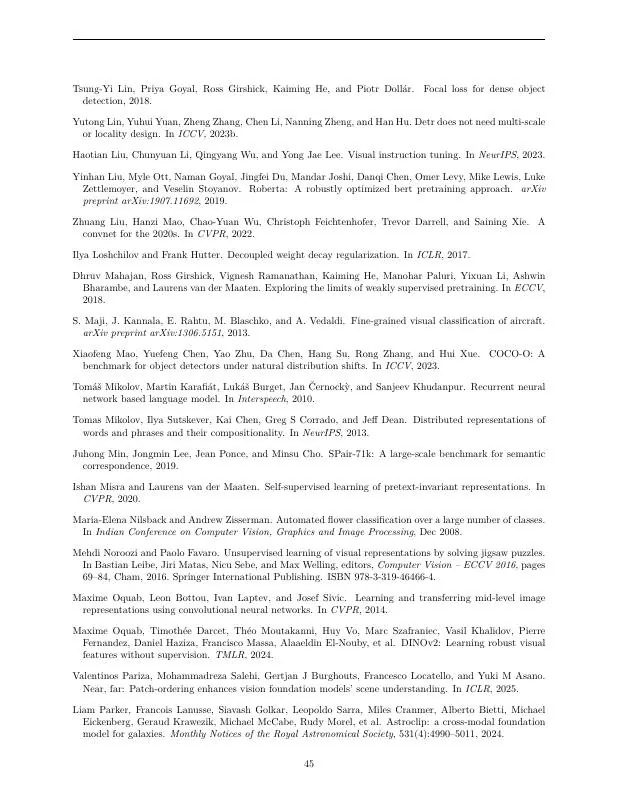 Tsung-Yi Lin, Priya Goyal, Ross Girshick, Kaiming He, and Piotr Dollár. Focal loss for dense object
detection, 2018.
Yutong Lin, Yuhui Yuan, Zheng Zhang, Chen Li, Nanning Zheng, and Han Hu. Detr does not need multi-scale
or locality design. In ICCV, 2023b.
Haotian Liu, Chunyuan Li, Qingyang Wu, and Yong Jae Lee. Visual instruction tuning. In NeurIPS, 2023.
Yinhan Liu, Myle Ott, Naman Goyal, Jingfei Du, Mandar Joshi, Danqi Chen, Omer Levy, Mike Lewis, Luke
Zettlemoyer, and Veselin Stoyanov. Roberta: A robustly optimized bert pretraining approach. arXiv
preprint arXiv:1907.11692, 2019.
Zhuang Liu, Hanzi Mao, Chao-Yuan Wu, Christoph Feichtenhofer, Trevor Darrell, and Saining Xie. A
convnet for the 2020s. In CVPR, 2022.
Ilya Loshchilov and Frank Hutter. Decoupled weight decay regularization. In ICLR, 2017.
Dhruv Mahajan, Ross Girshick, Vignesh Ramanathan, Kaiming He, Manohar Paluri, Yixuan Li, Ashwin
Bharambe, and Laurens van der Maaten. Exploring the limits of weakly supervised pretraining. In ECCV,
2018.
S. Maji, J. Kannala, E. Rahtu, M. Blaschko, and A. Vedaldi. Fine-grained visual classification of aircraft.
arXiv preprint arXiv:1306.5151, 2013.
Xiaofeng Mao, Yuefeng Chen, Yao Zhu, Da Chen, Hang Su, Rong Zhang, and Hui Xue. COCO-O: A
benchmark for object detectors under natural distribution shifts. In ICCV, 2023.
Tomáš Mikolov, Martin Karafiát, Lukáš Burget, Jan Černockỳ, and Sanjeev Khudanpur. Recurrent neural
network based language model. In Interspeech, 2010.
Tomas Mikolov, Ilya Sutskever, Kai Chen, Greg S Corrado, and Jeff Dean. Distributed representations of
words and phrases and their compositionality. In NeurIPS, 2013.
Juhong Min, Jongmin Lee, Jean Ponce, and Minsu Cho. SPair-71k: A large-scale benchmark for semantic
correspondence, 2019.
Ishan Misra and Laurens van der Maaten. Self-supervised learning of pretext-invariant representations. In
CVPR, 2020.
Maria-Elena Nilsback and Andrew Zisserman. Automated flower classification over a large number of classes.
In Indian Conference on Computer Vision, Graphics and Image Processing, Dec 2008.
Mehdi Noroozi and Paolo Favaro. Unsupervised learning of visual representations by solving jigsaw puzzles.
In Bastian Leibe, Jiri Matas, Nicu Sebe, and Max Welling, editors, Computer Vision – ECCV 2016, pages
69–84, Cham, 2016. Springer International Publishing. ISBN 978-3-319-46466-4.
Maxime Oquab, Leon Bottou, Ivan Laptev, and Josef Sivic. Learning and transferring mid-level image
representations using convolutional neural networks. In CVPR, 2014.
Maxime Oquab, Timothée Darcet, Théo Moutakanni, Huy Vo, Marc Szafraniec, Vasil Khalidov, Pierre
Fernandez, Daniel Haziza, Francisco Massa, Alaaeldin El-Nouby, et al. DINOv2: Learning robust visual
features without supervision. TMLR, 2024.
Valentinos Pariza, Mohammadreza Salehi, Gertjan J Burghouts, Francesco Locatello, and Yuki M Asano.
Near, far: Patch-ordering enhances vision foundation models' scene understanding. In ICLR, 2025.
Liam Parker, Francois Lanusse, Siavash Golkar, Leopoldo Sarra, Miles Cranmer, Alberto Bietti, Michael
Eickenberg, Geraud Krawezik, Michael McCabe, Rudy Morel, et al. Astroclip: a cross-modal foundation
model for galaxies. Monthly Notices of the Royal Astronomical Society, 531(4):4990–5011, 2024.
45